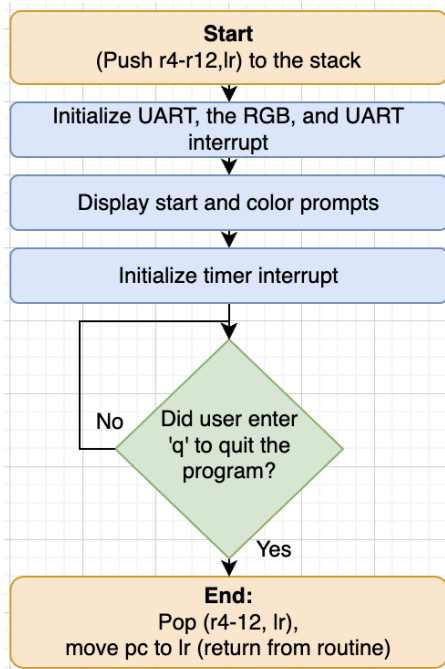 Start
(Push r4-r12,lr) to the stack
Initialize UART, the RGB, and UART
interrupt
Display start and color prompts
Initialize timer interrupt
No
Did user enter
'q' to quit the
program?
Yes
End:
Pop (r4-12, lr),
move pc to lr (return from routine)